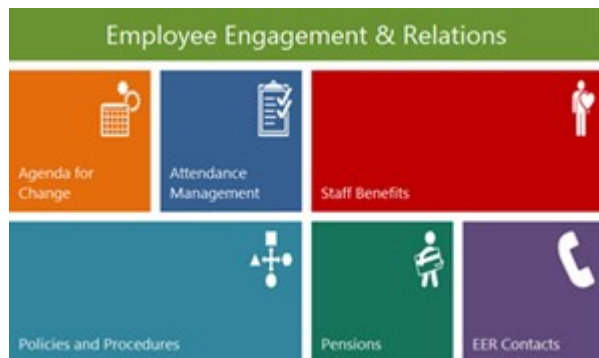 Employee Engagement & Relations
Agenda for
Change
Attendance
Management
Staff Benefits
Policies and Procedures
Pensions
EER Contacts